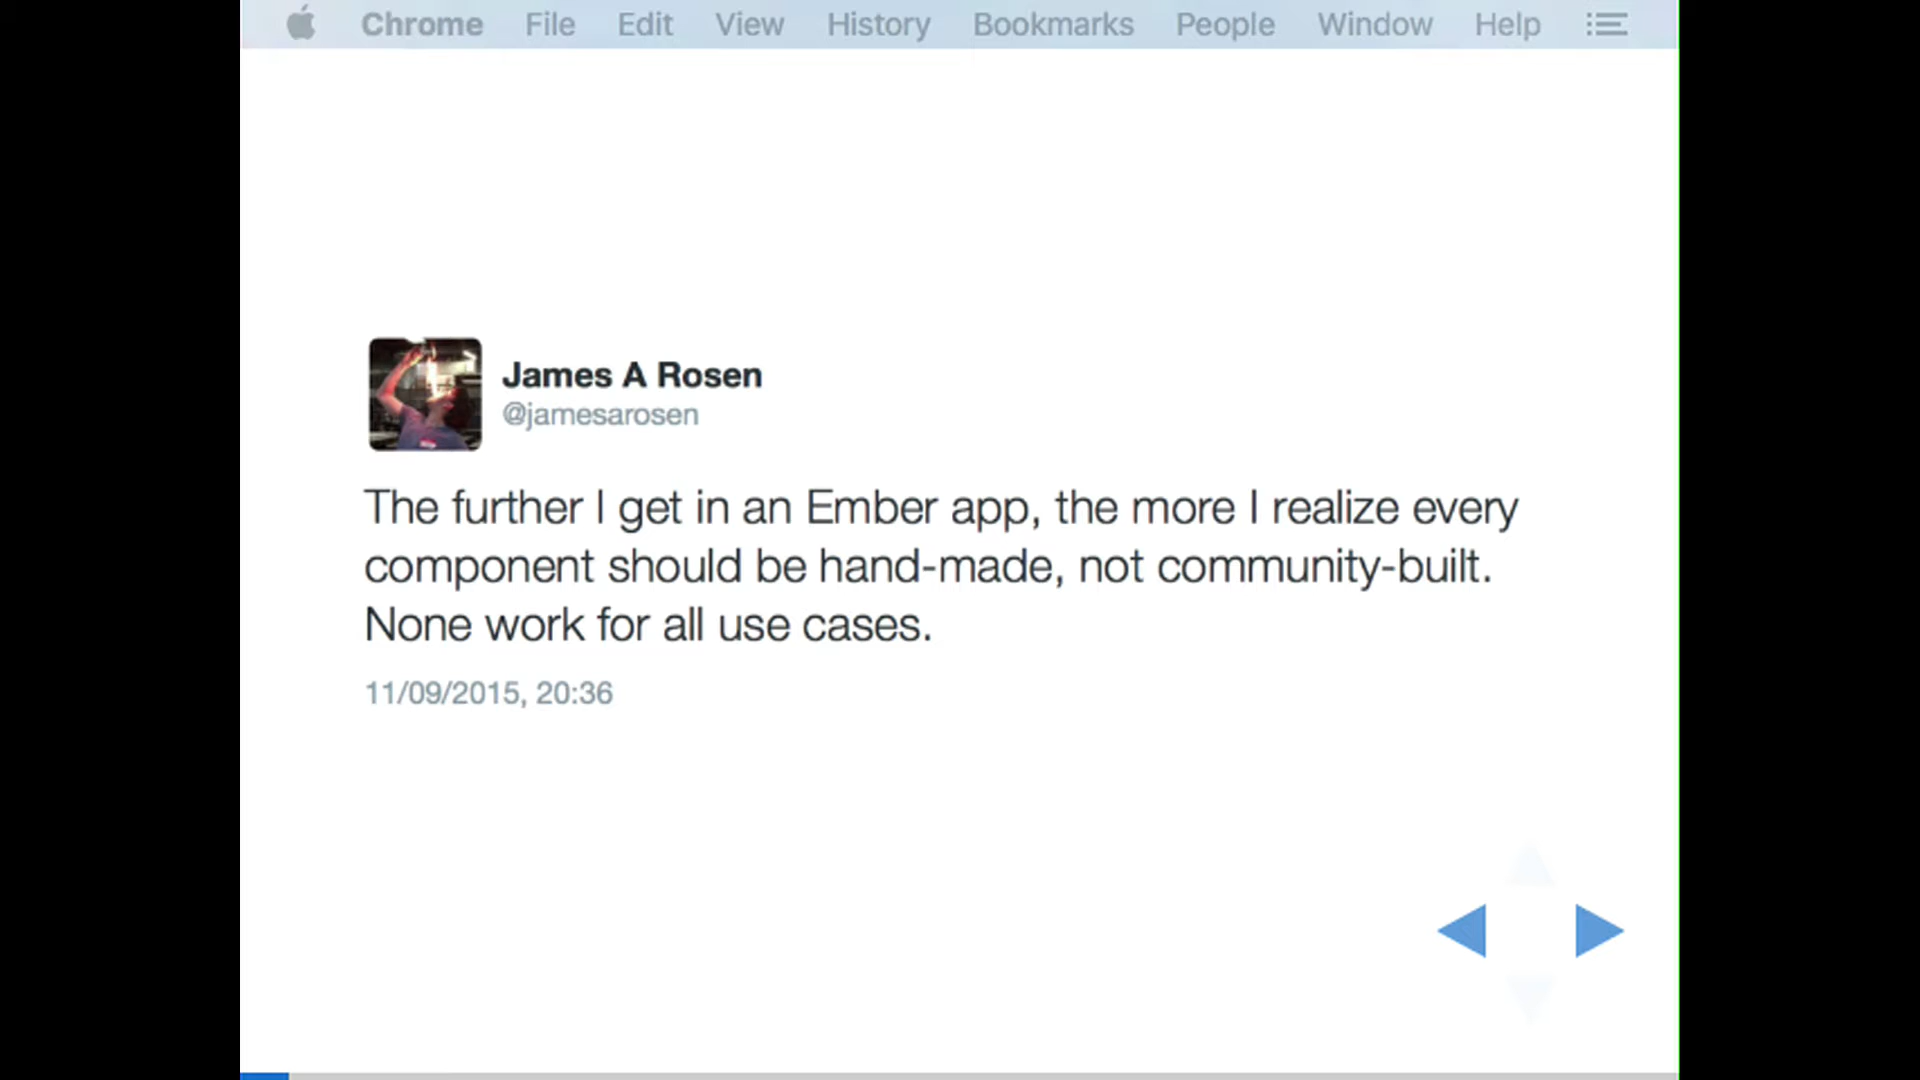 Chrome File Edit View History Bookmarks People Window Help
James A Rosen
@jamesarosen
The further I get in an Ember app, the more I realize every
component should be hand-made, not community-built.
None work for all use cases.
11/09/2015, 20:36